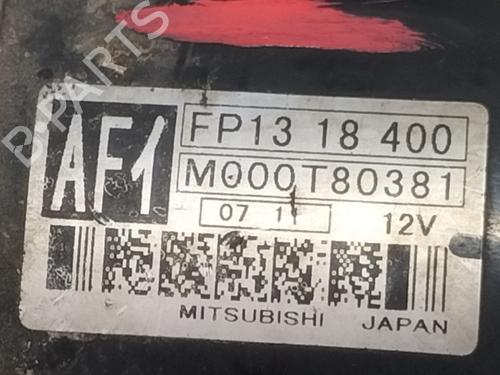 B-PARTS
AF1
FP13 18 400
M000T80381
07 11
12V
MITSUBISHI JAPAN